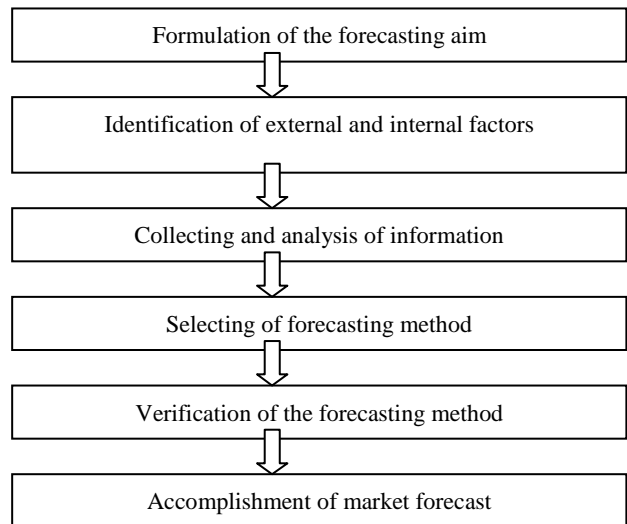 Formulation of the forecasting aim
Identification of external and internal factors
Collecting and analysis of information
Selecting of forecasting method
Verification of the forecasting method
Accomplishment of market forecast